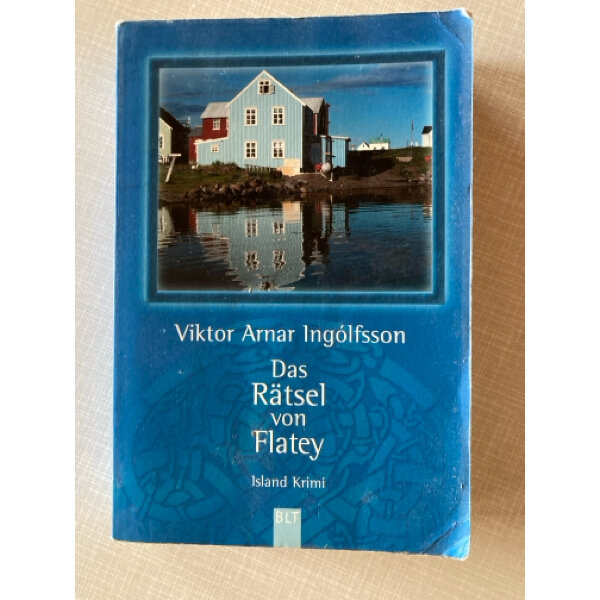 Viktor Arnar Ingólfsson
Das
Rätsel
von
Flatey
Island Krimi
BLT